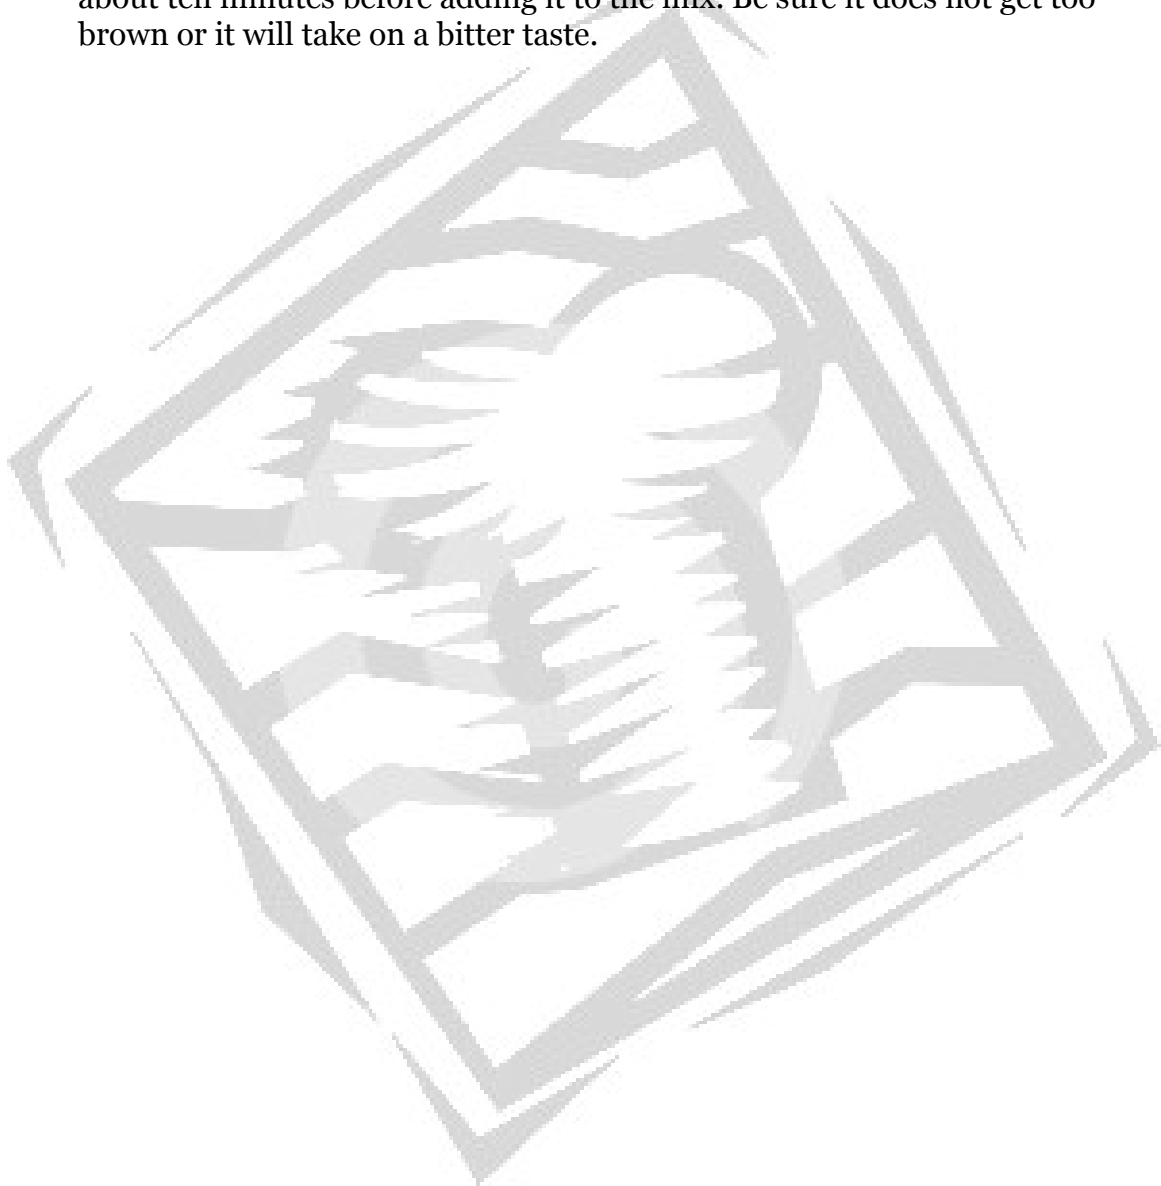 about ten minutes before adding it to the mix. Be sure it does not get too
brown or it will take on a bitter taste.